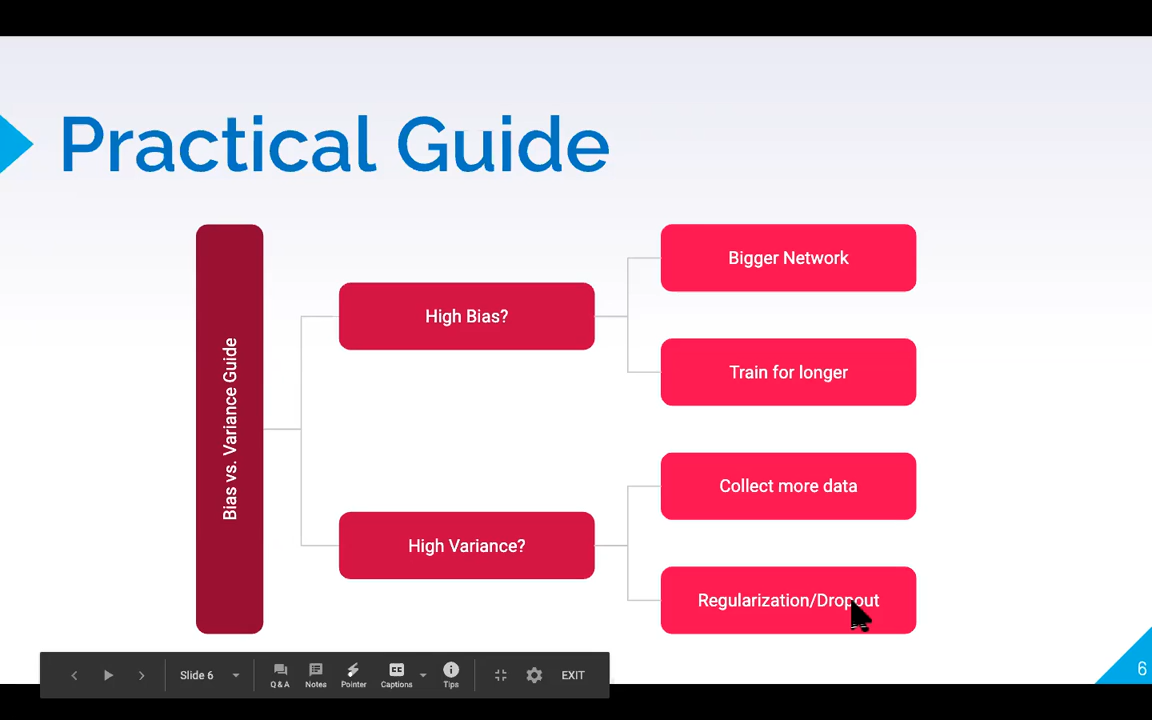 Practical Guide
Bias vs. Variance Guide
High Bias?
Bigger Network
Train for longer
High Variance?
Collect more data
Regularization/Dropout
Slide 6
Q & A
Notes
Pointer
Captions
Tips
EXIT
6